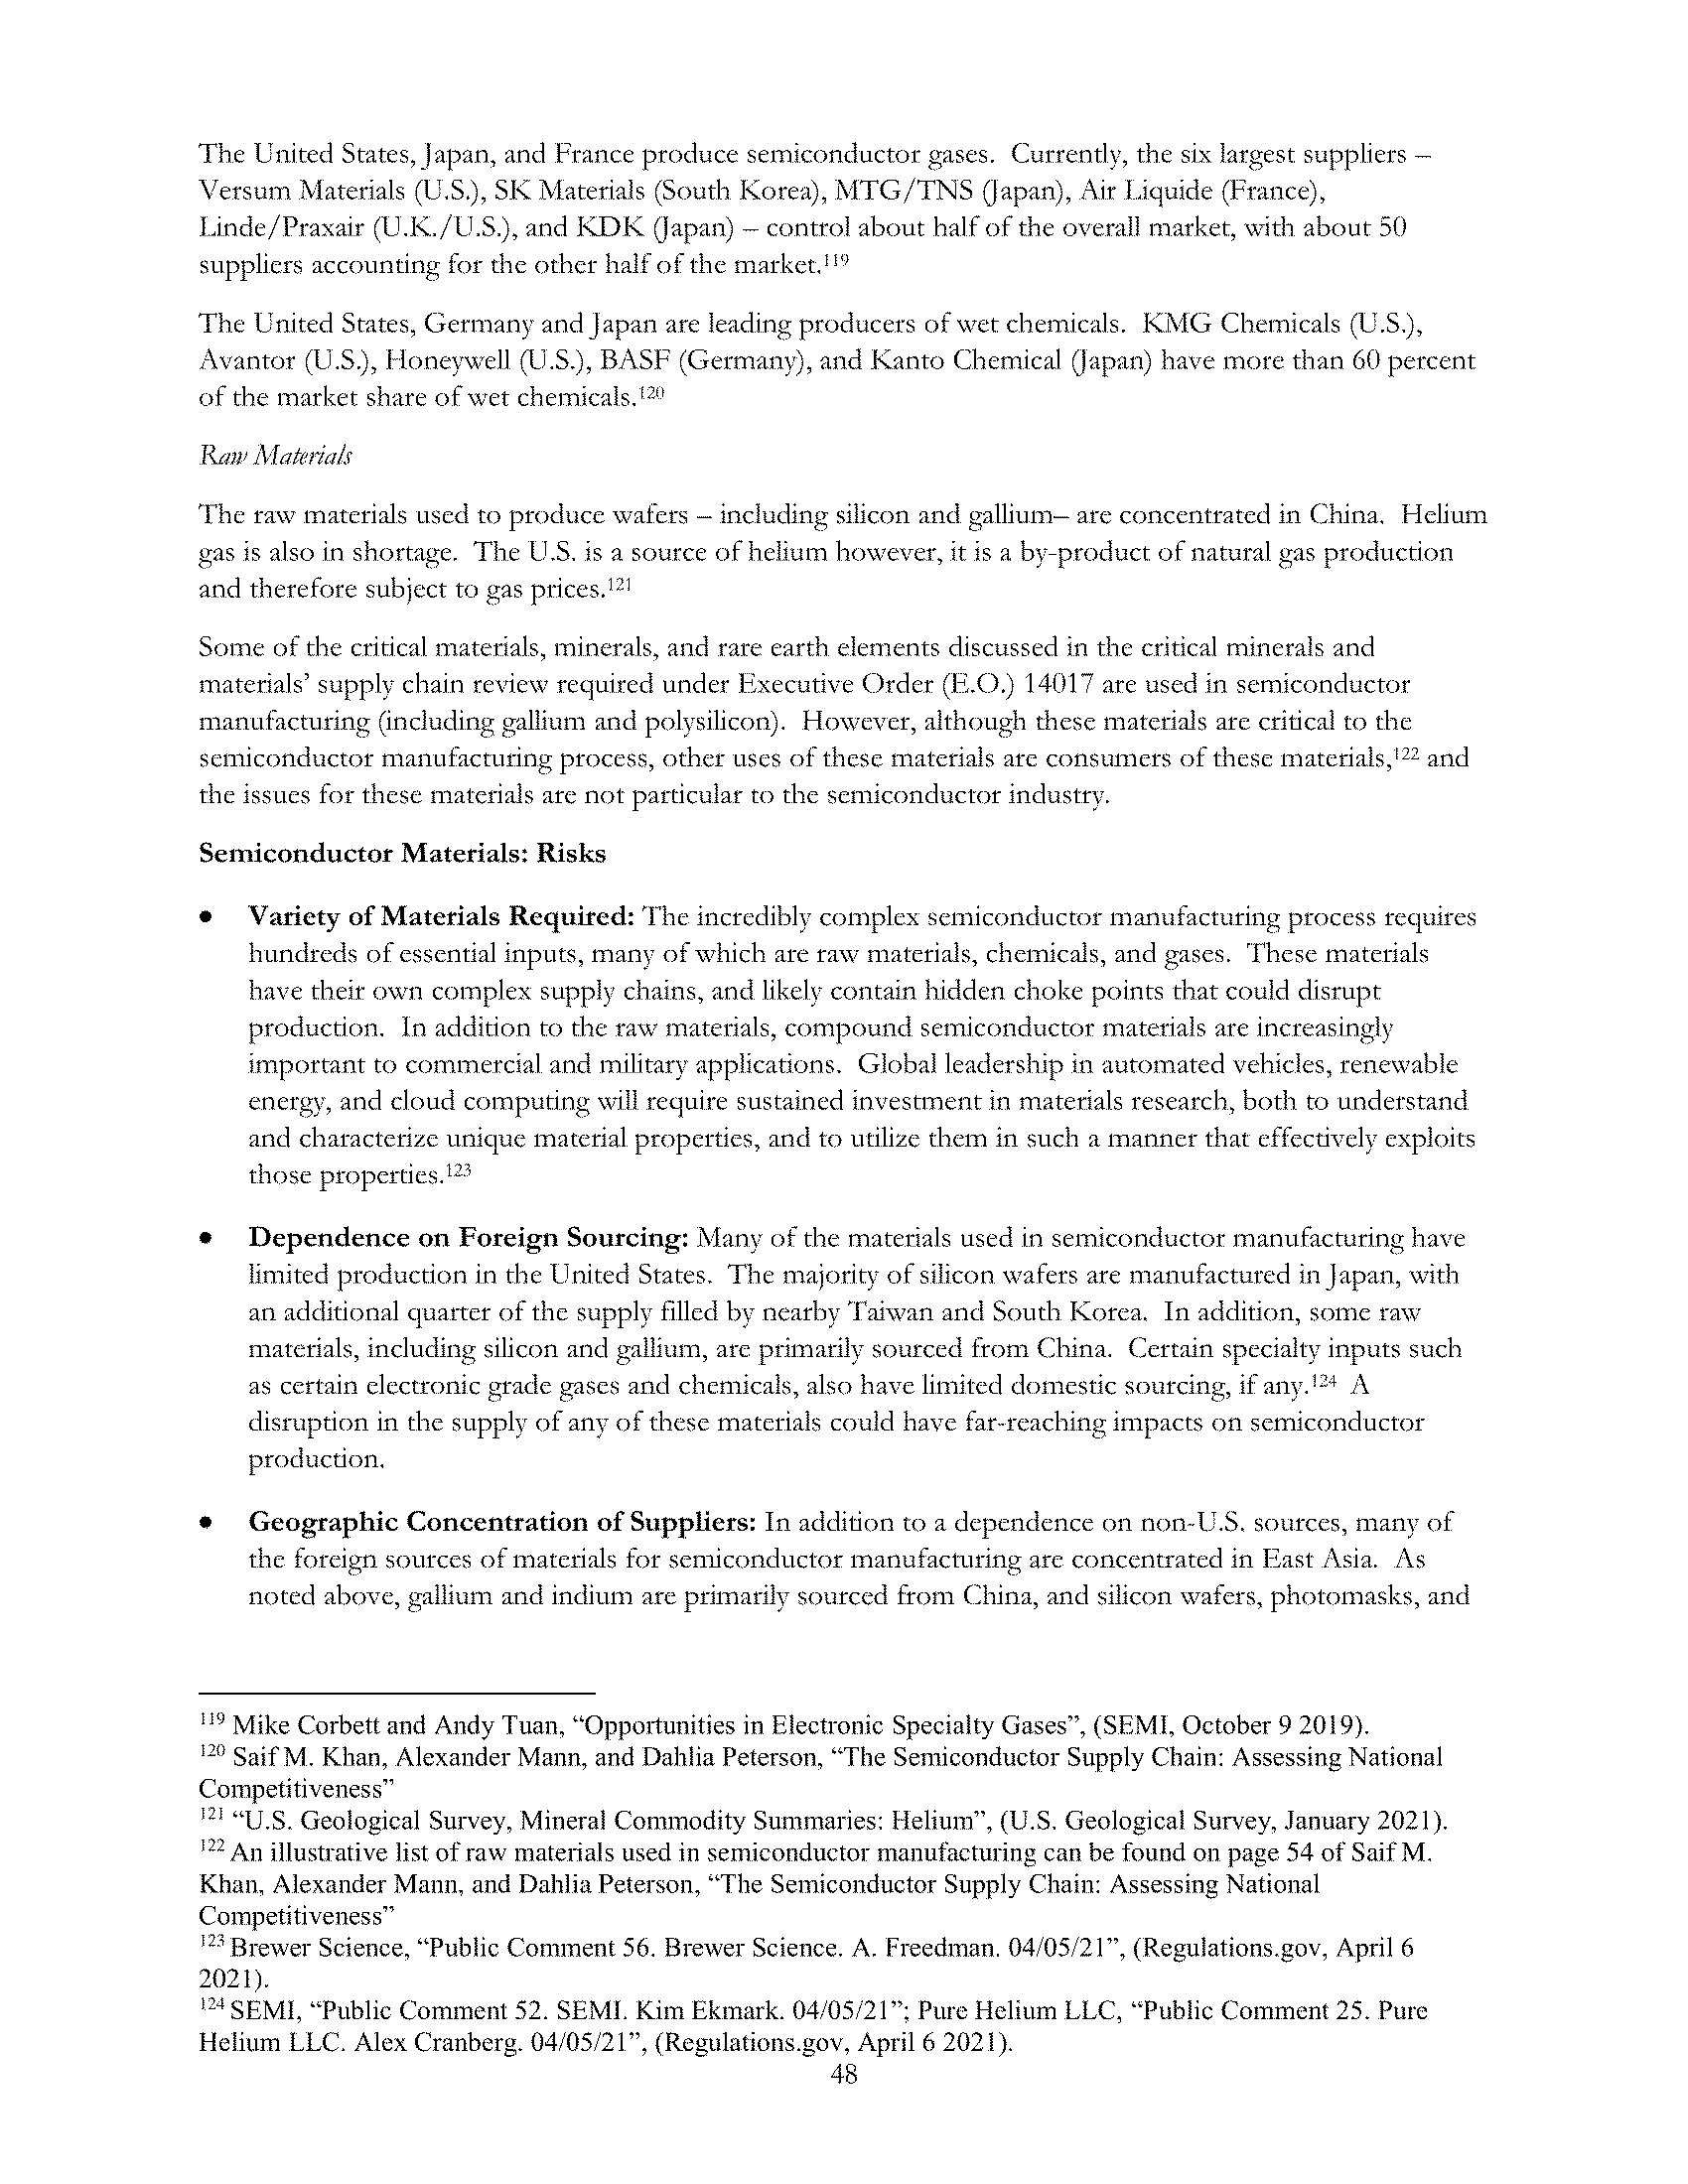 The United States, Japan, and France produce semiconductor gases.  Currently, the six largest suppliers –
Versum Materials (U.S.), SK Materials (South Korea), MTG/TNS (Japan), Air Liquide (France),
Linde/Praxair (U.K./U.S.), and KDK (Japan) – control about half of the overall market, with about 50
suppliers accounting for the other half of the market.119
The United States, Germany and Japan are leading producers of wet chemicals.  KMG Chemicals (U.S.),
Avantor (U.S.), Honeywell (U.S.), BASF (Germany), and Kanto Chemical (Japan) have more than 60 percent
of the market share of wet chemicals.120
Raw Materials
The raw materials used to produce wafers – including silicon and gallium– are concentrated in China.  Helium
gas is also in shortage.  The U.S. is a source of helium however, it is a by-product of natural gas production
and therefore subject to gas prices.121
Some of the critical materials, minerals, and rare earth elements discussed in the critical minerals and
materials’ supply chain review required under Executive Order (E.O.) 14017 are used in semiconductor
manufacturing (including gallium and polysilicon).  However, although these materials are critical to the
semiconductor manufacturing process, other uses of these materials are consumers of these materials,122 and
the issues for these materials are not particular to the semiconductor industry.
Semiconductor Materials: Risks
• Variety of Materials Required: The incredibly complex semiconductor manufacturing process requires
hundreds of essential inputs, many of which are raw materials, chemicals, and gases.  These materials
have their own complex supply chains, and likely contain hidden choke points that could disrupt
production.  In addition to the raw materials, compound semiconductor materials are increasingly
important to commercial and military applications.  Global leadership in automated vehicles, renewable
energy, and cloud computing will require sustained investment in materials research, both to understand
and characterize unique material properties, and to utilize them in such a manner that effectively exploits
those properties.123
• Dependence on Foreign Sourcing: Many of the materials used in semiconductor manufacturing have
limited production in the United States.  The majority of silicon wafers are manufactured in Japan, with
an additional quarter of the supply filled by nearby Taiwan and South Korea.  In addition, some raw
materials, including silicon and gallium, are primarily sourced from China.  Certain specialty inputs such
as certain electronic grade gases and chemicals, also have limited domestic sourcing, if any.124  A
disruption in the supply of any of these materials could have far-reaching impacts on semiconductor
production.
• Geographic Concentration of Suppliers: In addition to a dependence on non-U.S. sources, many of
the foreign sources of materials for semiconductor manufacturing are concentrated in East Asia.  As
noted above, gallium and indium are primarily sourced from China, and silicon wafers, photomasks, and
119 Mike Corbett and Andy Tuan, “Opportunities in Electronic Specialty Gases”, (SEMI, October 9 2019).
120 Saif M. Khan, Alexander Mann, and Dahlia Peterson, “The Semiconductor Supply Chain: Assessing National
Competitiveness”
121 “U.S. Geological Survey, Mineral Commodity Summaries: Helium”, (U.S. Geological Survey, January 2021).
122 An illustrative list of raw materials used in semiconductor manufacturing can be found on page 54 of Saif M.
Khan, Alexander Mann, and Dahlia Peterson, “The Semiconductor Supply Chain: Assessing National
Competitiveness”
123 Brewer Science, “Public Comment 56. Brewer Science. A. Freedman. 04/05/21”, (Regulations.gov, April 6
2021).
124 SEMI, “Public Comment 52. SEMI. Kim Ekmark. 04/05/21”; Pure Helium LLC, “Public Comment 25. Pure
Helium LLC. Alex Cranberg. 04/05/21”, (Regulations.gov, April 6 2021).
48